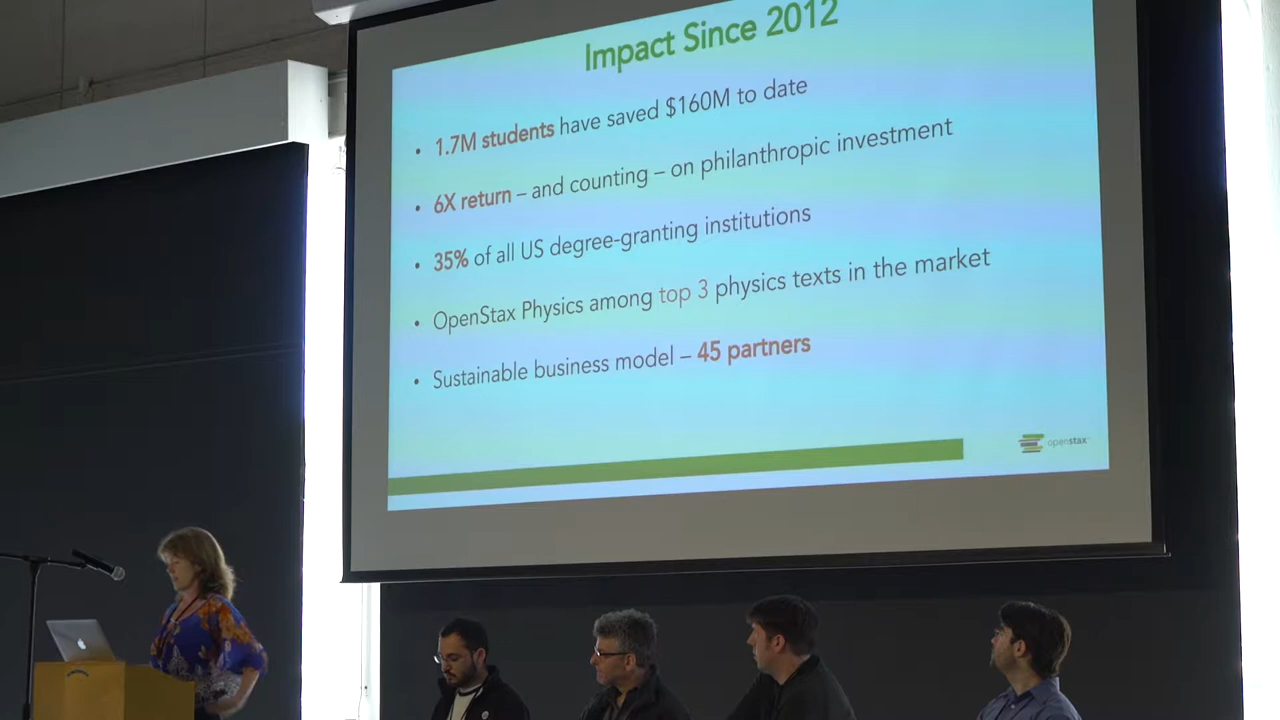 Impact Since 2012
• 1.7M students have saved $160M to date
• 6X return – and counting – on philanthropic investment
• 35% of all US degree-granting institutions
• OpenStax Physics among top 3 physics texts in the market
• Sustainable business model – 45 partners
openstax